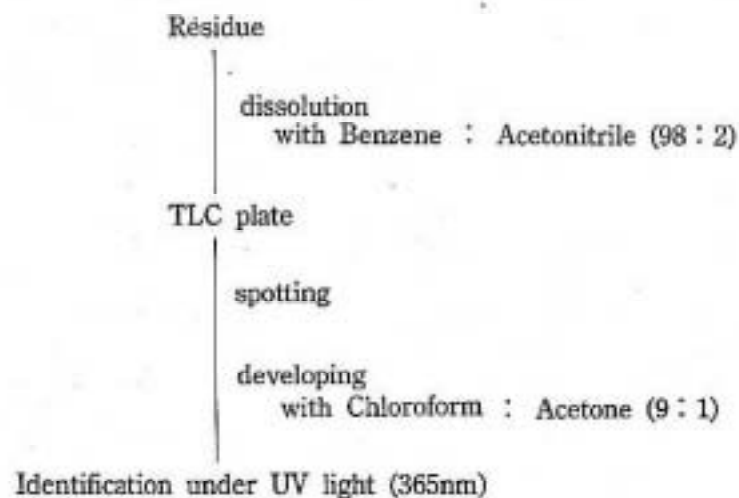 Résidue
dissolution
with Benzene : Acetonitrile (98 : 2)
TLC plate
spotting
developing
with Chloroform : Acetone (9 : 1)
Identification under UV light (365nm)